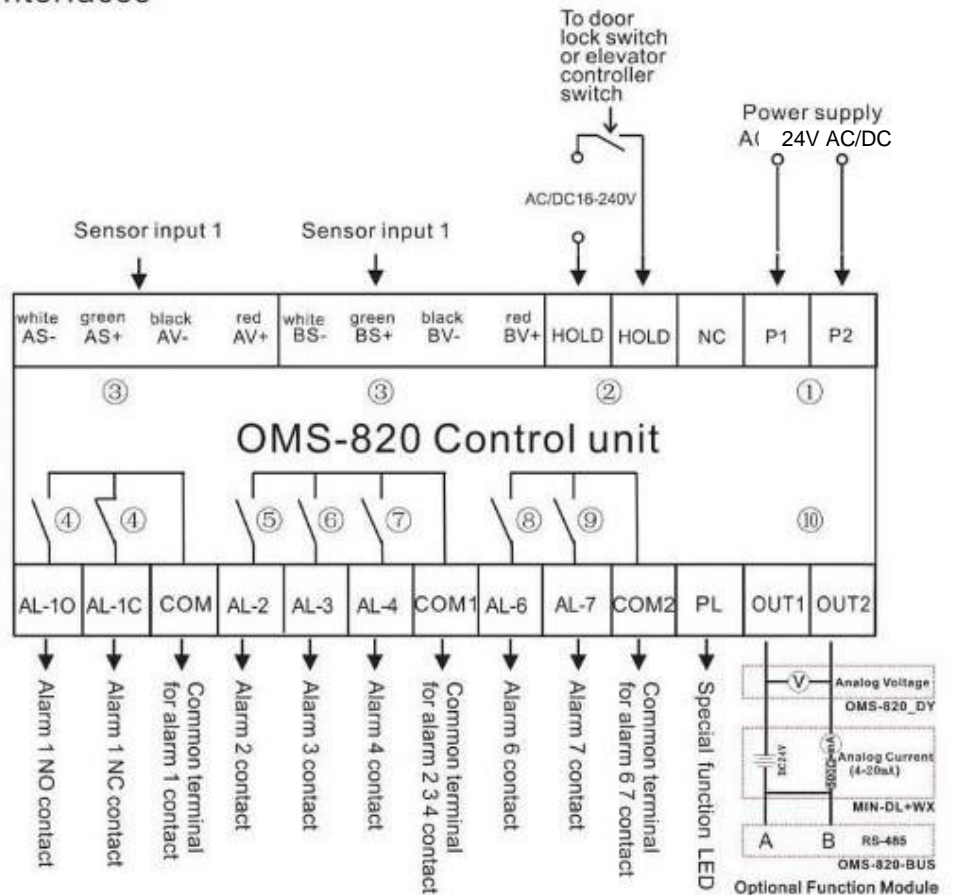 To door
lock switch
or elevator
controller
switch
Power supply
24V AC/DC
AC/DC16-240V
Sensor input 1
Sensor input 1
white green black red white green black red
AS- AS+ AV- AV+ BS- BS+ BV- BV+ HOLD HOLD NC P1 P2
③ ③ ② ①
OMS-820 Control unit
④ ④ ⑤ ⑥ ⑦ ⑧ ⑨ ⑩
AL-1O AL-1C COM AL-2 AL-3 AL-4 COM1 AL-6 AL-7 COM2 PL OUT1 OUT2
Alarm 1 NO contact
Alarm 1 NC contact
Common terminal
for alarm 1 contact
Alarm 2 contact
Alarm 3 contact
Alarm 4 contact
Common terminal
for alarm 2 3 4 contact
Alarm 6 contact
Alarm 7 contact
Common terminal
for alarm 6 7 contact
Special function LED
V Analog Voltage
OMS-820_DY
DC24V
Analog Current
(4-20mA)
MIN-DL+WX
A B RS-485
OMS-820-BUS
Optional Function Module